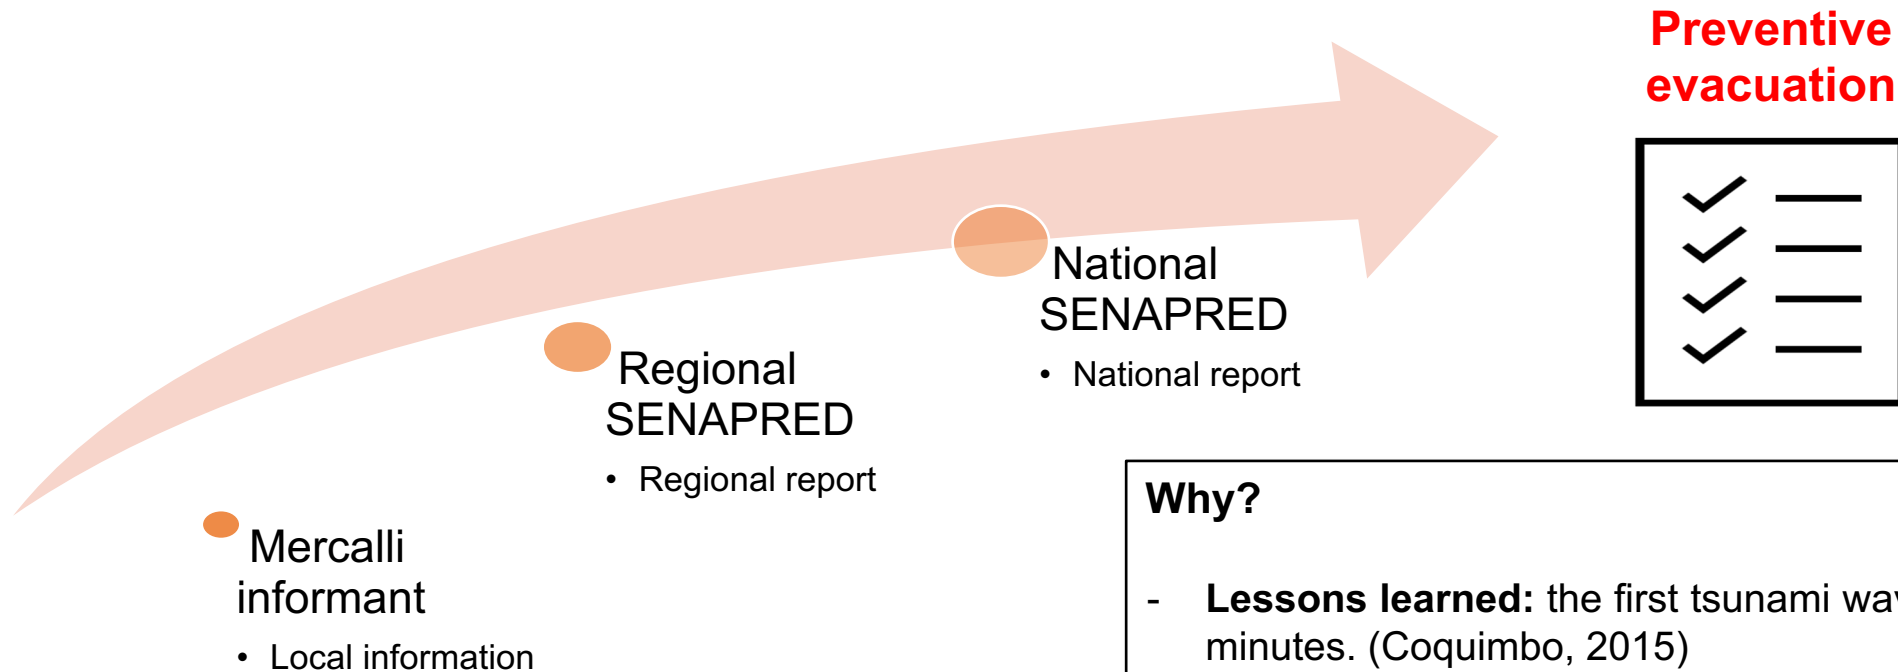 Preventive
evacuation
National
SENAPRED
• National report
Regional
SENAPRED
• Regional report
Mercalli
informant
• Local information
Why?
- Lessons learned: the first tsunami
minutes. (Coquimbo, 2015)